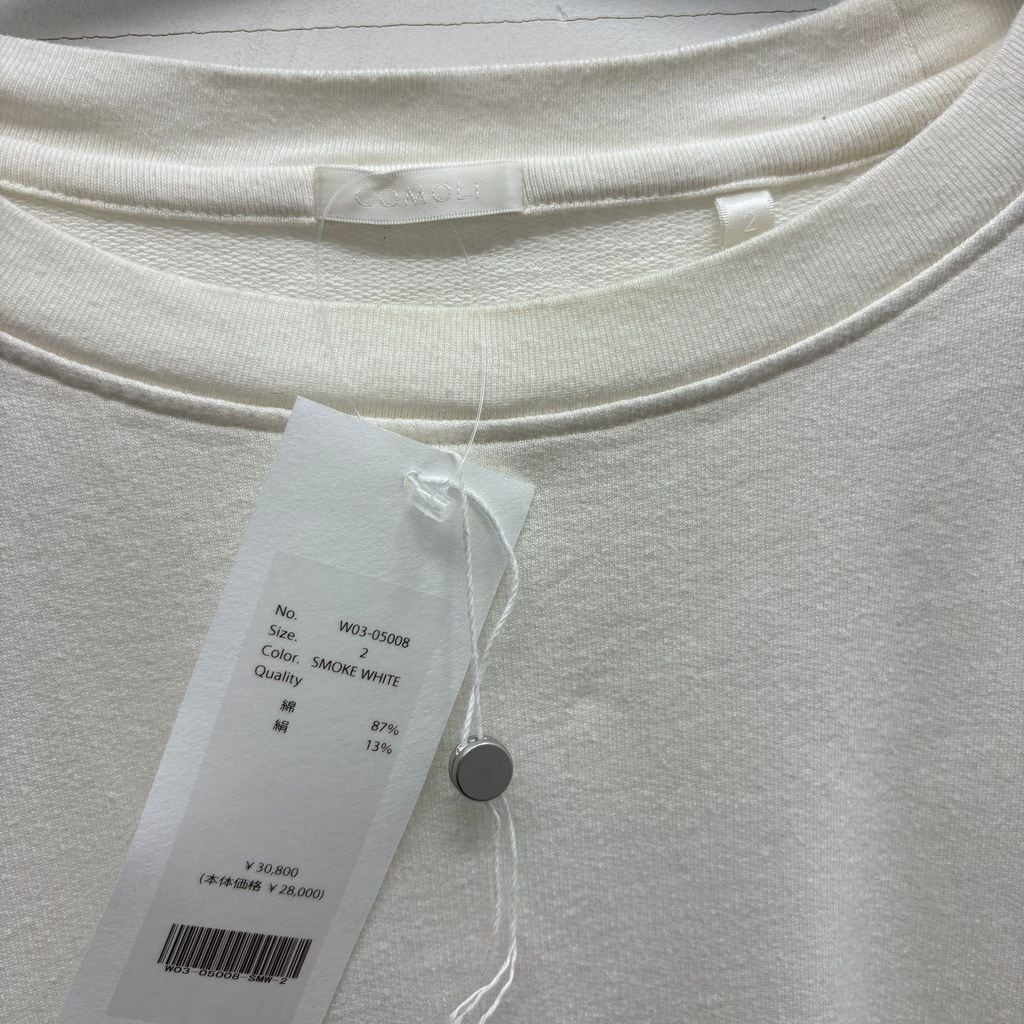 COMOLI
2
No. W03-05008
Size. 2
Color. SMOKE WHITE
Quality
綿 87%
絹 13%
¥30,800
(本体価格 ¥28,000)
W03-05008-SMW-2